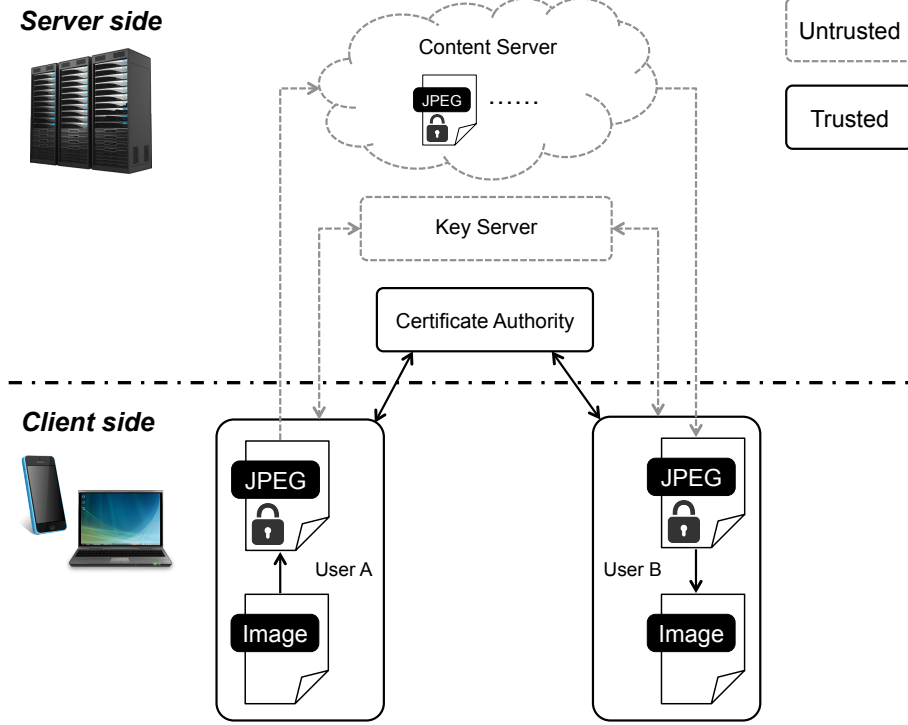 Server side
Content Server
JPEG
......
Untrusted
Trusted
Key Server
Certificate Authority
Client side
JPEG
JPEG
User A
User B
Image
Image